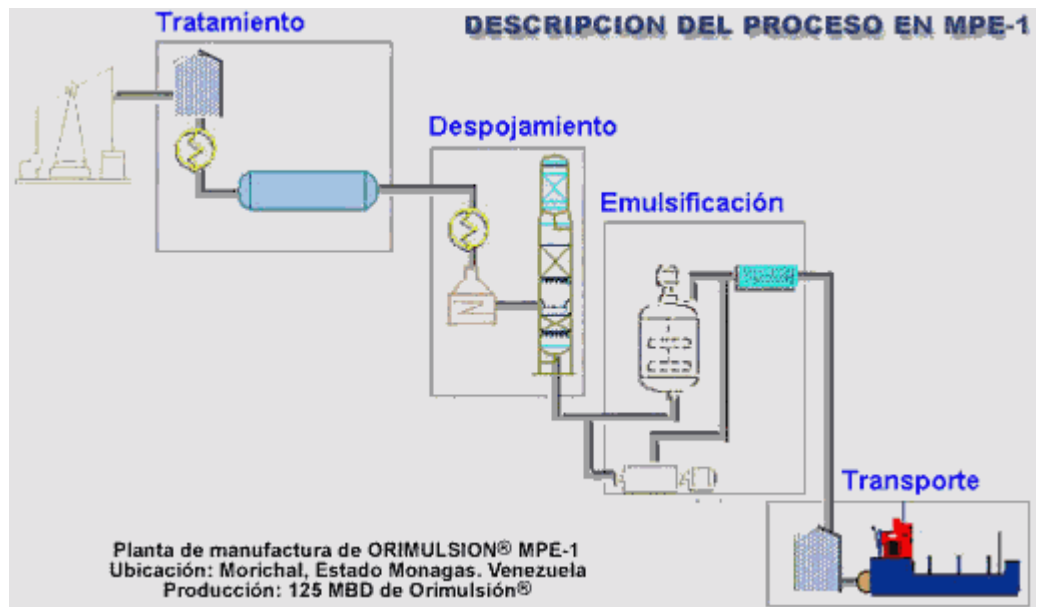 Tratamiento
DESCRIPCION DEL PROCESO EN MPE-1
Despojamiento
Emulsificación
Transporte
Planta de manufactura de ORIMULSION® MPE-1
Ubicación: Morichal, Estado Monagas. Venezuela
Producción: 125 MBD de Orimulsión®